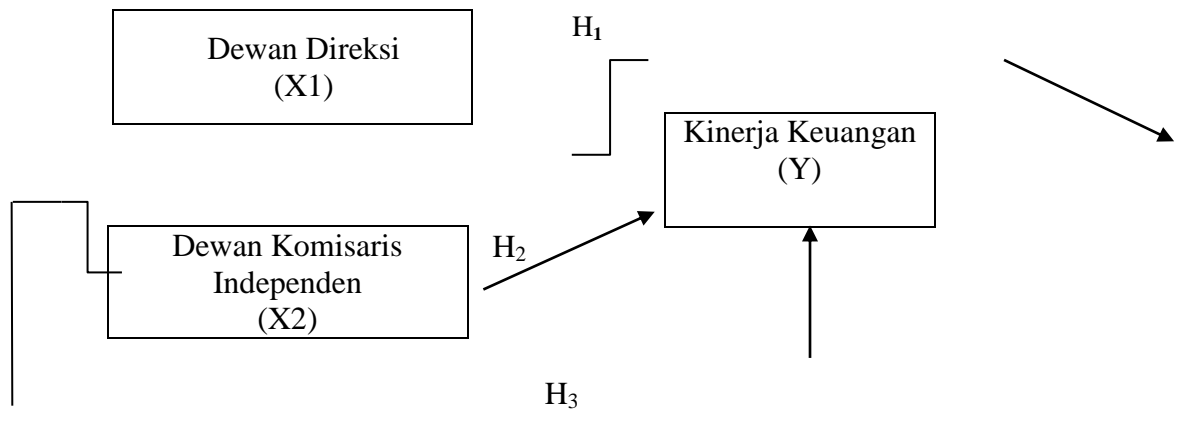 Dewan Direksi
(X1)
H₁
Kinerja Keuangan
(Y)
Dewan Komisaris
Independen
(X2)
H₂
H₃